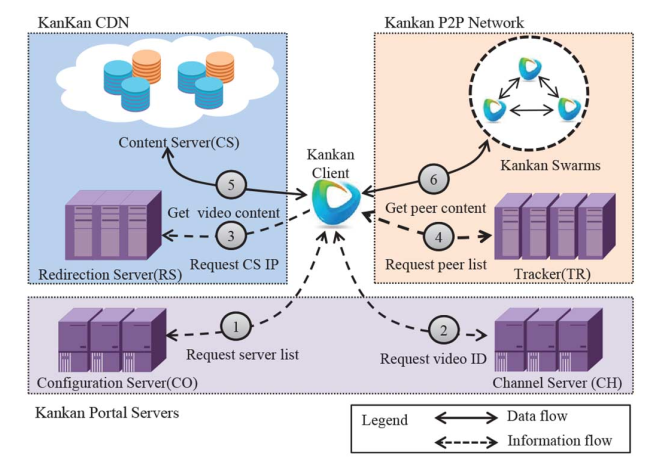 KanKan CDN
Kankan P2P Network
Content Server(CS)
Kankan
Client
Kankan Swarms
5
6
Get video content
Get peer content
3
4
Request CS IP
Request peer list
Redirection Server(RS)
Tracker(TR)
1
2
Request server list
Request video ID
Configuration Server(CO)
Channel Server (CH)
Kankan Portal Servers
Legend
Data flow
Information flow